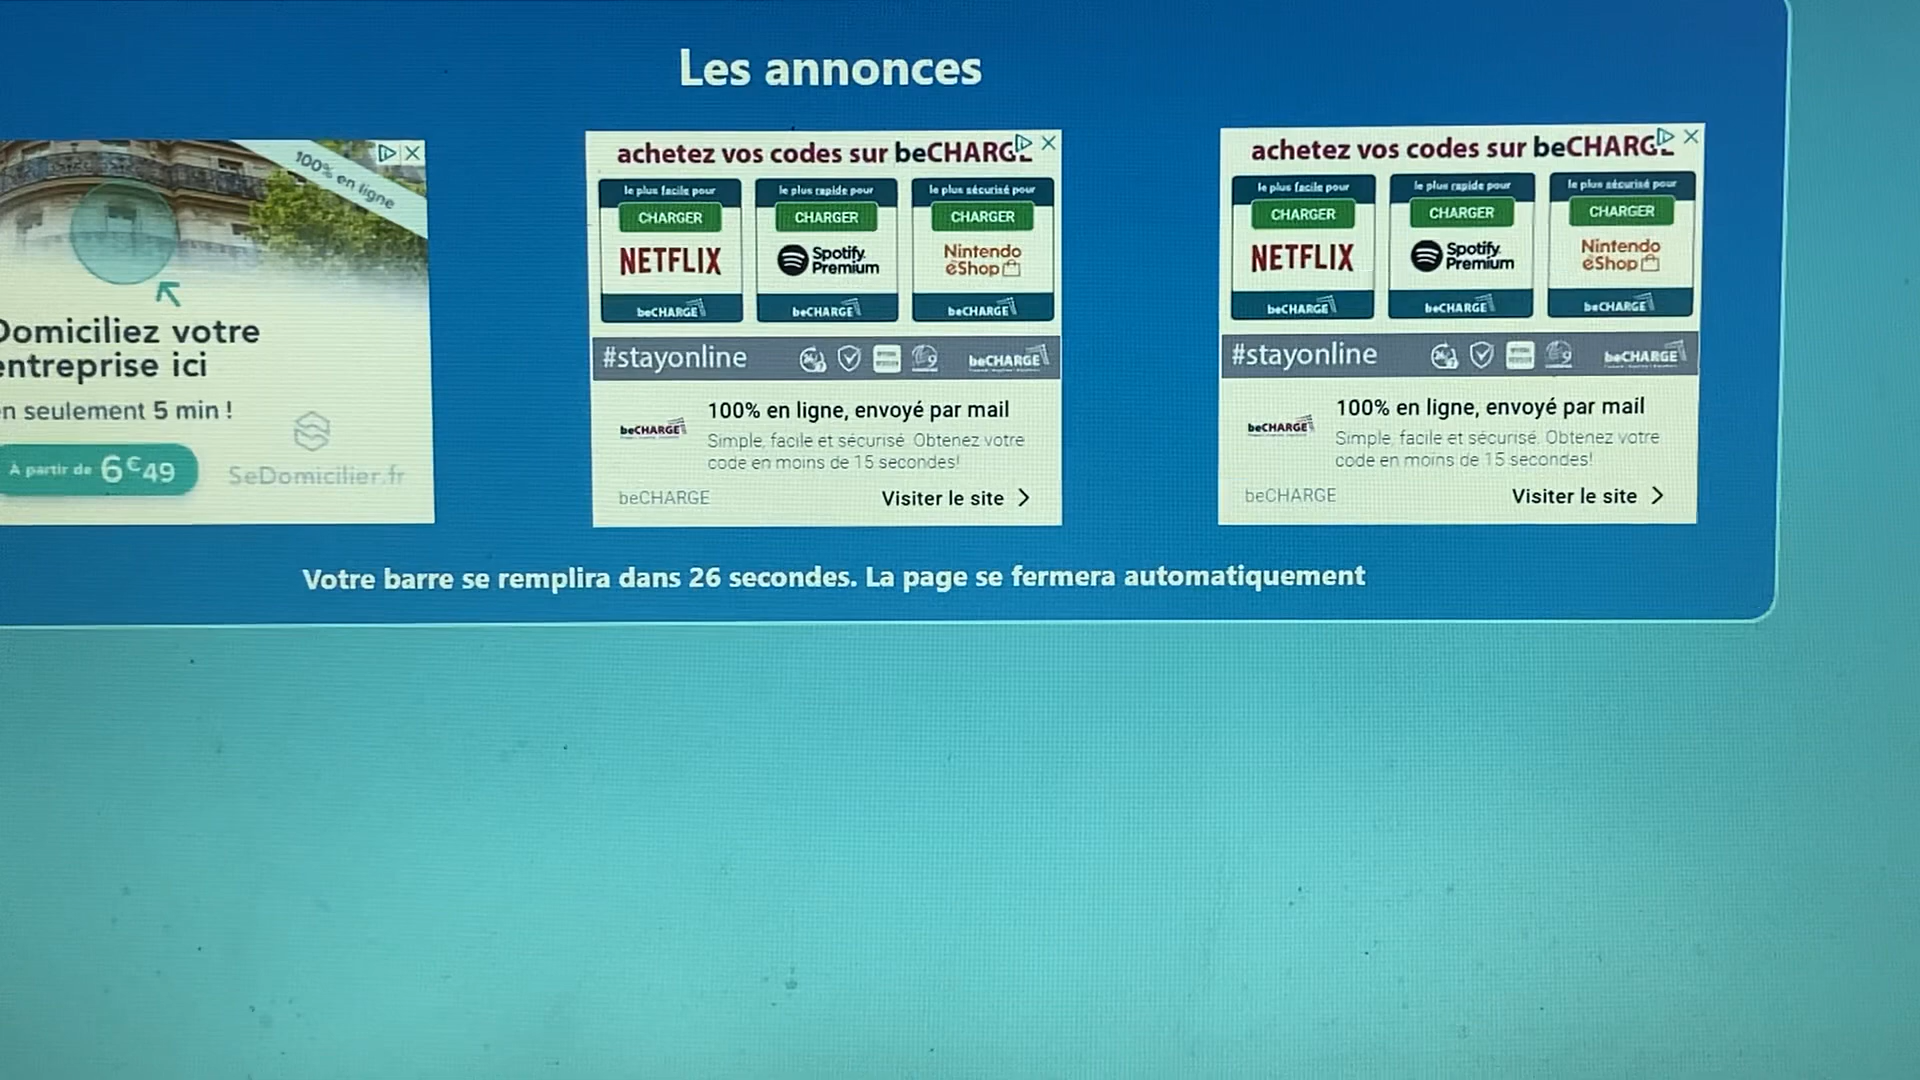 Les annonces
100% en ligne
Domiciliez votre
entreprise ici
en seulement 5 min !
À partir de 6€49
SeDomicilier.fr
achetez vos codes sur beCHARGE
le plus facile pour
CHARGER
NETFLIX
beCHARGE
le plus rapide pour
CHARGER
Spotify
Premium
beCHARGE
le plus sécurisé pour
CHARGER
Nintendo
eShop
beCHARGE
#stayonline
beCHARGE
beCHARGE
100% en ligne, envoyé par mail
Simple, facile et sécurisé. Obtenez votre
code en moins de 15 secondes!
beCHARGE
Visiter le site
achetez vos codes sur beCHARGE
le plus facile pour
CHARGER
NETFLIX
beCHARGE
le plus rapide pour
CHARGER
Spotify
Premium
beCHARGE
le plus sécurisé pour
CHARGER
Nintendo
eShop
beCHARGE
#stayonline
beCHARGE
beCHARGE
100% en ligne, envoyé par mail
Simple, facile et sécurisé. Obtenez votre
code en moins de 15 secondes!
beCHARGE
Visiter le site
Votre barre se remplira dans 26 secondes. La page se fermera automatiquement